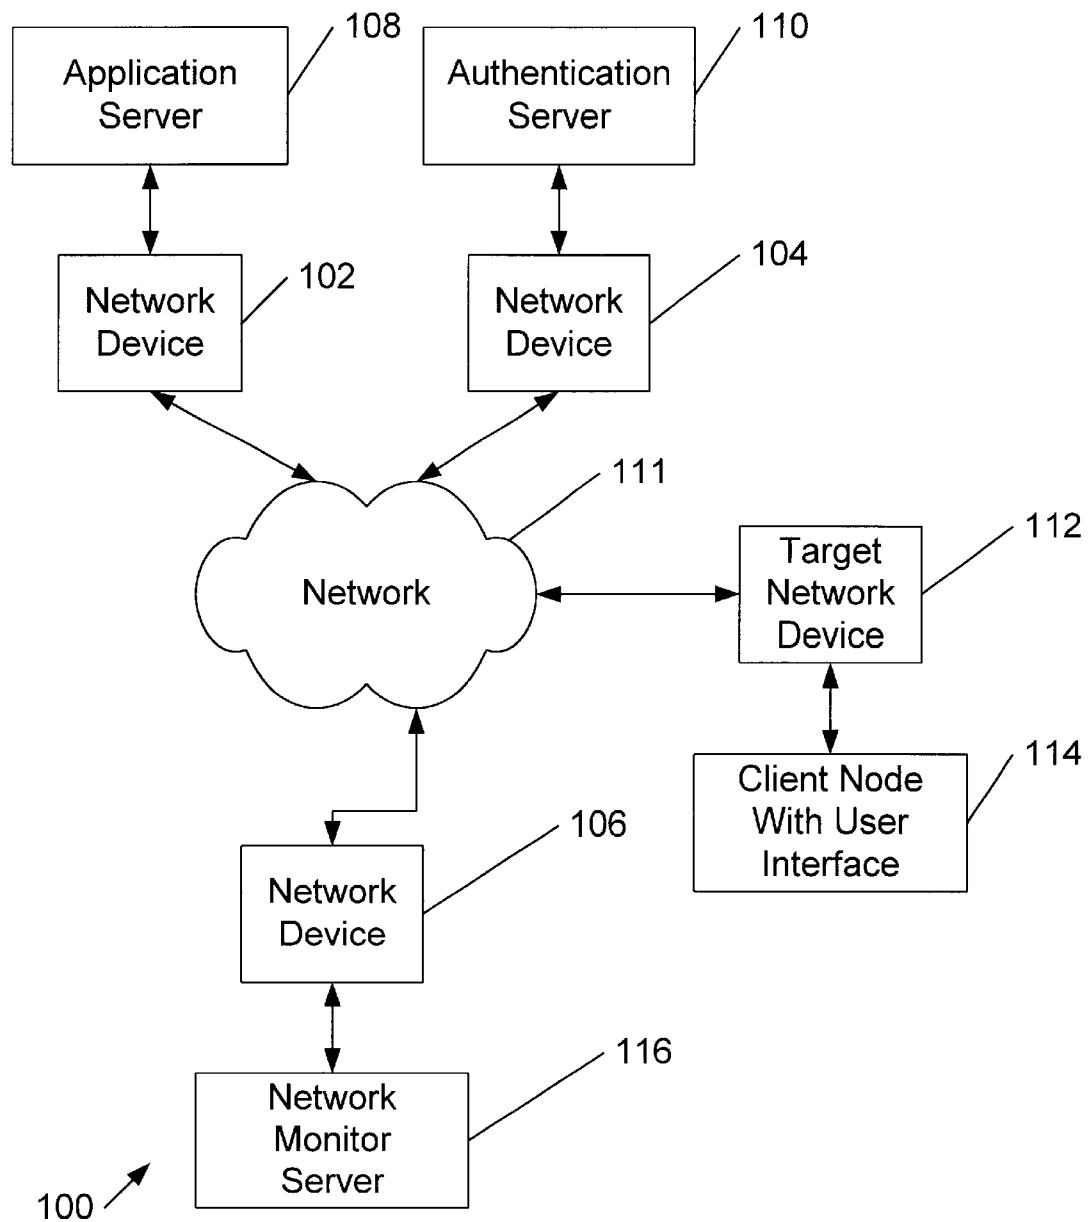 108
110
Application
Server
Authentication
Server
102
104
Network
Device
Network
Device
111
112
Network
Target
Network
Device
114
Client Node
With User
Interface
106
Network
Device
116
Network
Monitor
Server
100